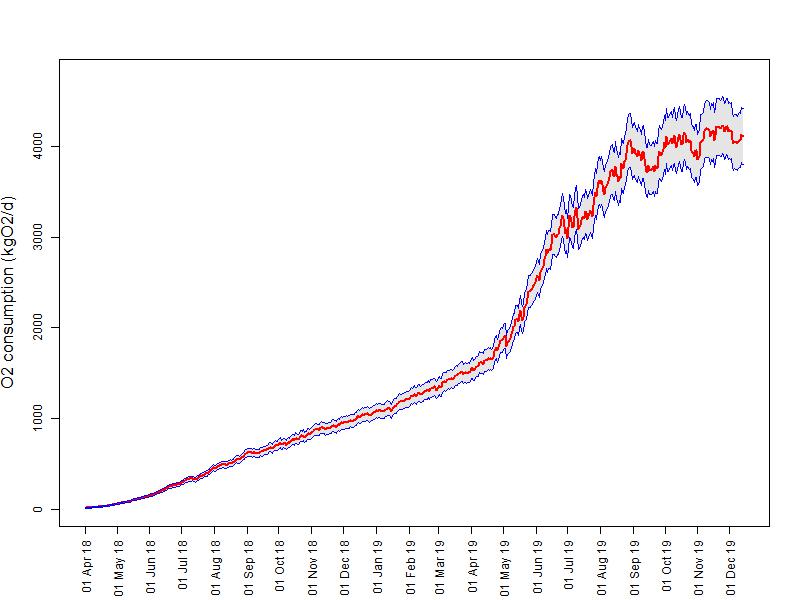 O2 consumption (kgO2/d)
4000
3000
2000
1000
0
01 Apr 18
01 May 18
01 Jun 18
01 Jul 18
01 Aug 18
01 Sep 18
01 Oct 18
01 Nov 18
01 Dec 18
01 Jan 19
01 Feb 19
01 Mar 19
01 Apr 19
01 May 19
01 Jun 19
01 Jul 19
01 Aug 19
01 Sep 19
01 Oct 19
01 Nov 19
01 Dec 19